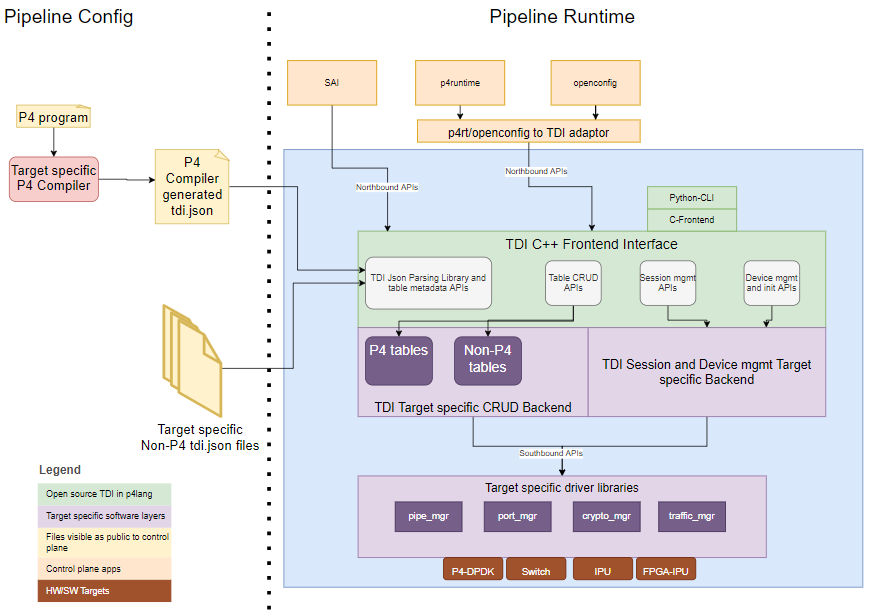 Pipeline Config
Pipeline Runtime
SAI
p4runtime
openconfig
P4 program
p4rt/openconfig to TDI adaptor
Target specific
P4 Compiler
P4
Compiler
generated
tdi.json
Northbound APIs
Northbound APIs
Python-CLI
C-Frontend
TDI C++ Frontend Interface
TDI Json Parsing Library and
table metadata APIs
Table CRUD
APIs
Session mgmt
APIs
Device mgmt
and init APIs
P4 tables
Non-P4
tables
TDI Target specific CRUD Backend
TDI Session and Device mgmt Target
specific Backend
Target specific
Non-P4 tdi.json files
Southbound APIs
Target specific driver libraries
pipe_mgr
port_mgr
crypto_mgr
traffic_mgr
P4-DPDK
Switch
IPU
FPGA-IPU
Legend
Open source TDI in p4lang
Target specific software layers
Files visible as public to control
plane
Control plane apps
HW/SW Targets